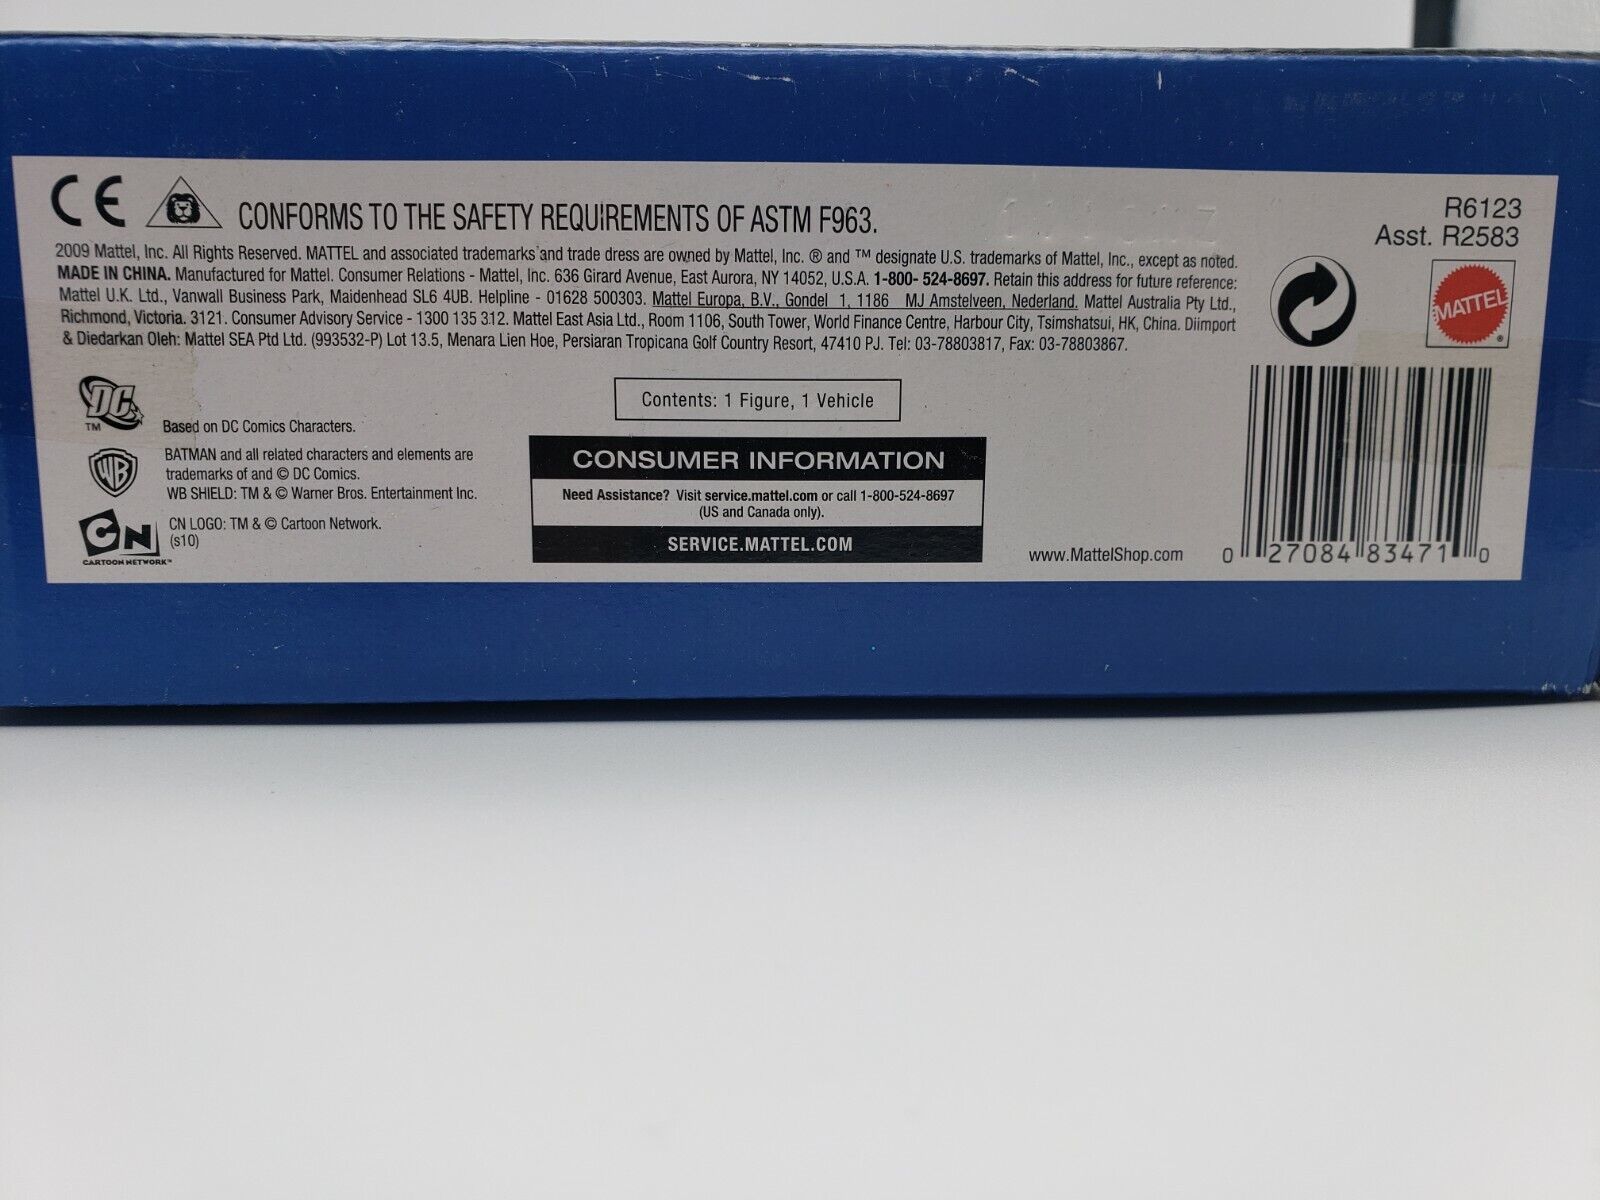 CE CONFORMS TO THE SAFETY REQUIREMENTS OF ASTM F963.
R6123
Asst. R2583
2009 Mattel, Inc. All Rights Reserved. MATTEL and associated trademarks and trade dress are owned by Mattel, Inc. ® and ™ designate U.S. trademarks of Mattel, Inc., except as noted.
MADE IN CHINA. Manufactured for Mattel. Consumer Relations - Mattel, Inc. 636 Girard Avenue, East Aurora, NY 14052, U.S.A. 1-800- 524-8697. Retain this address for future reference:
Mattel U.K. Ltd., Vanwall Business Park, Maidenhead SL6 4UB. Helpline - 01628 500303. Mattel Europa, B.V., Gondel 1, 1186 MJ Amstelveen, Nederland. Mattel Australia Pty Ltd.,
Richmond, Victoria. 3121. Consumer Advisory Service - 1300 135 312. Mattel East Asia Ltd., Room 1106, South Tower, World Finance Centre, Harbour City, Tsimshatsui, HK, China. Diimport
& Diedarkan Oleh: Mattel SEA Ptd Ltd. (993532-P) Lot 13.5, Menara Lien Hoe, Persiaran Tropicana Golf Country Resort, 47410 PJ. Tel: 03-78803817, Fax: 03-78803867.
MATTEL ®
DC
TM
Based on DC Comics Characters.
WB
BATMAN and all related characters and elements are
trademarks of and © DC Comics.
WB SHIELD: TM & © Warner Bros. Entertainment Inc.
CN
CARTOON NETWORK™
CN LOGO: TM & © Cartoon Network.
(s10)
Contents: 1 Figure, 1 Vehicle
CONSUMER INFORMATION
Need Assistance? Visit service.mattel.com or call 1-800-524-8697
(US and Canada only).
SERVICE.MATTEL.COM
www.MattelShop.com
0 27084 83471 0